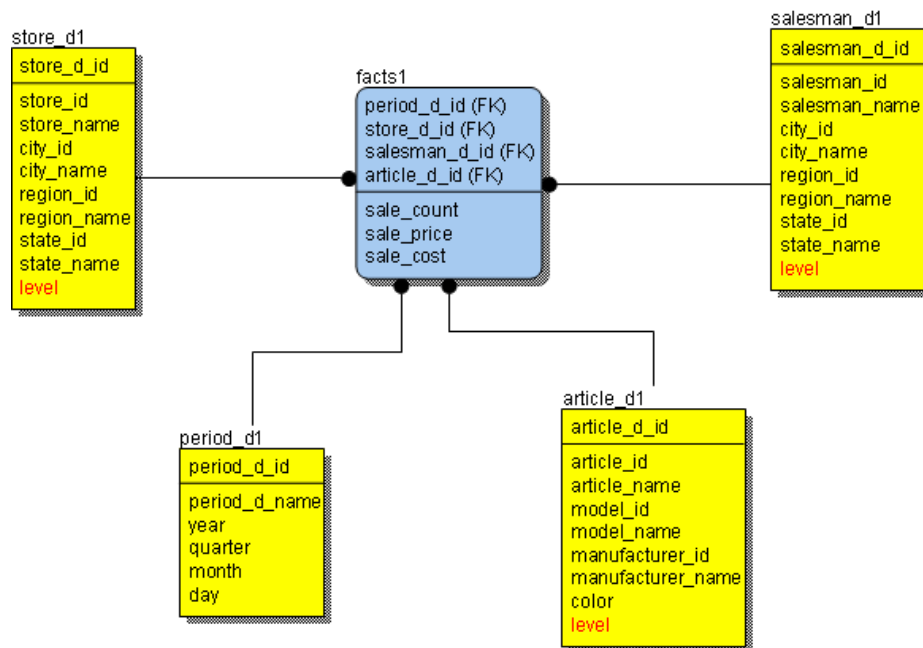 store_d1
store_d_id
store_id
store_name
city_id
city_name
region_id
region_name
state_id
state_name
level
facts1
period_d_id (FK)
store_d_id (FK)
salesman_d_id (FK)
article_d_id (FK)
sale_count
sale_price
sale_cost
salesman_d1
salesman_d_id
salesman_id
salesman_name
city_id
city_name
region_id
region_name
state_id
state_name
level
period_d1
period_d_id
period_d_name
year
quarter
month
day
article_d1
article_d_id
article_id
article_name
model_id
model_name
manufacturer_id
manufacturer_name
color
level